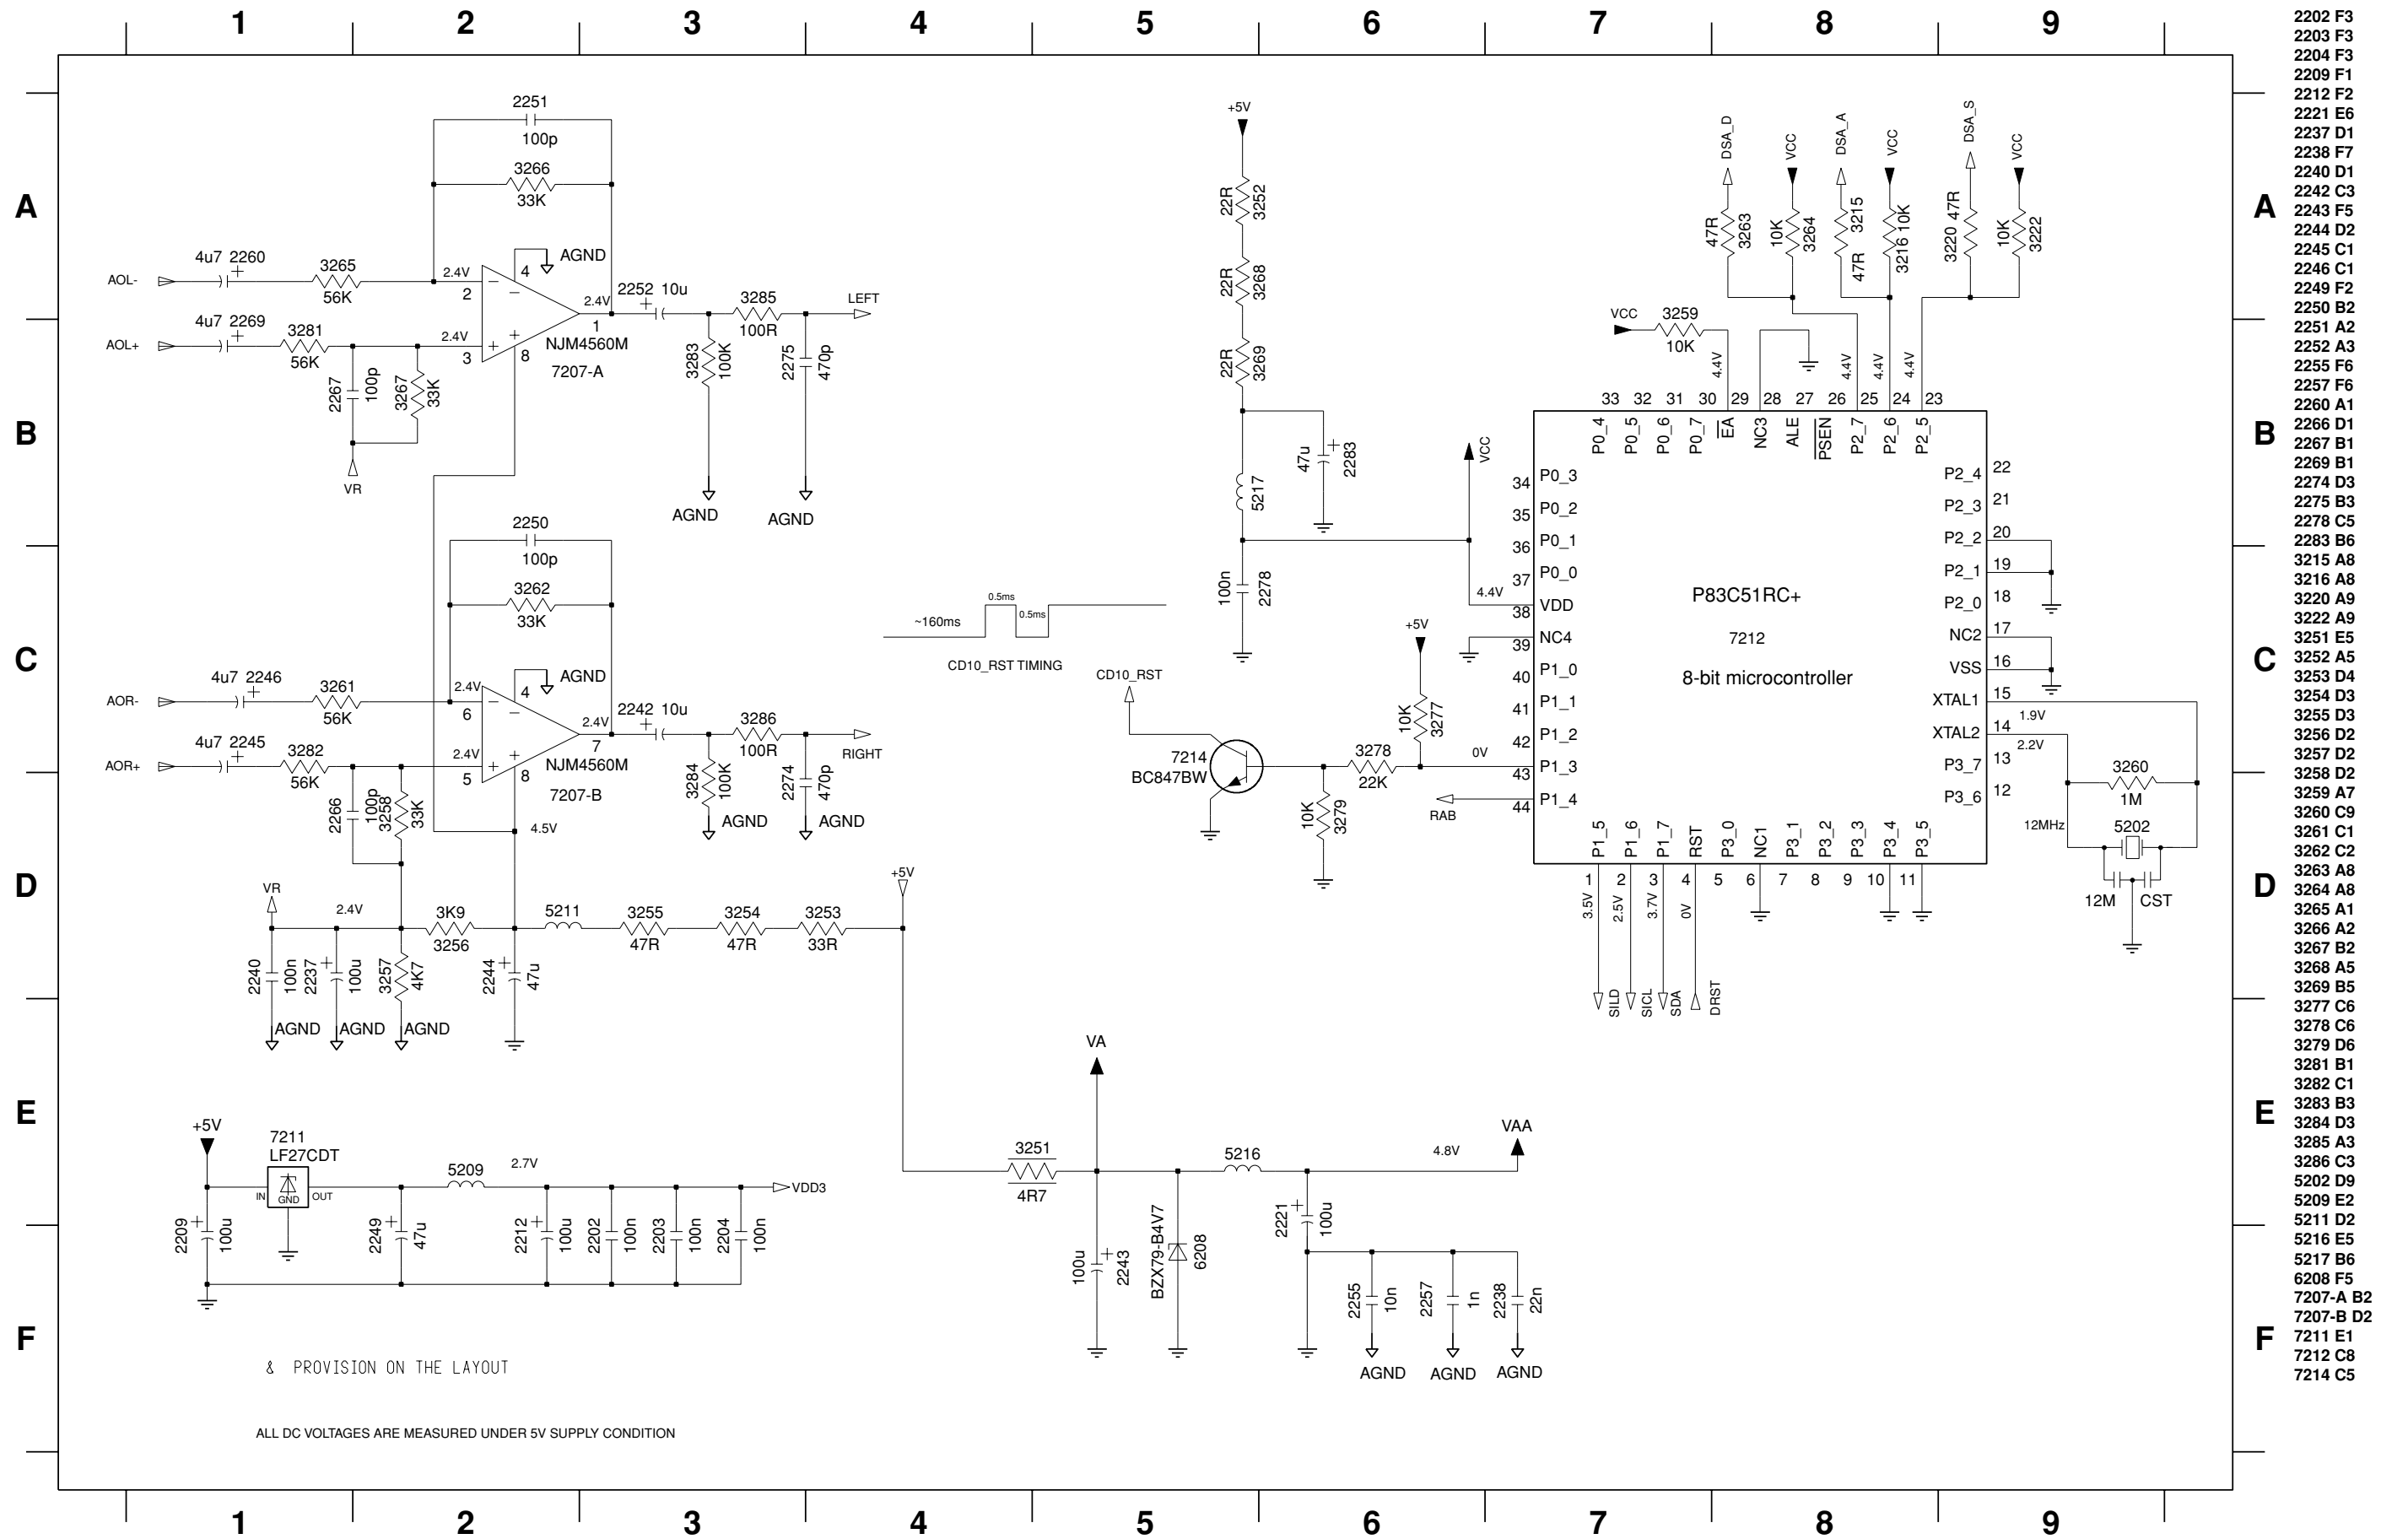 1 2 3 4 5 6 7 8 9
A A
B B
C C
D D
E E
F F
2251
100p
3266
33K
AGND
4u7 2260
3265
56K
AOL-
2.4V
2
4
2252 10u
2.4V
1
3285
100R
LEFT
4u7 2269
3281
56K
AOL+
2.4V
3
8
NJM4560M
7207-A
2267
100p
3267
33K
VR
3283
100K
2275
470p
AGND
AGND
2250
100p
3262
33K
AGND
4u7 2246
3261
56K
AOR-
2.4V
6
4
2242 10u
2.4V
7
3286
100R
RIGHT
4u7 2245
3282
56K
AOR+
2.4V
5
8
NJM4560M
7207-B
2266
100p
3258
33K
4.5V
3284
100K
2274
470p
AGND
AGND
VR
2.4V
3K9
3256
5211
3255
47R
3254
47R
3253
33R
+5V
2240
100n
2237
100u
3257
4K7
2244
47u
AGND
AGND
AGND
+5V
7211
LF27CDT
IN
GND
OUT
5209
2.7V
VDD3
2209
100u
2249
47u
2212
100u
2202
100n
2203
100n
2204
100n
& PROVISION ON THE LAYOUT
ALL DC VOLTAGES ARE MEASURED UNDER 5V SUPPLY CONDITION
~160ms
0.5ms
0.5ms
CD10_RST TIMING
+5V
22R
3252
22R
3268
22R
3269
47u
2283
5217
VCC
100n
2278
CD10_RST
7214
BC847BW
+5V
10K
3277
3278
22K
0V
10K
3279
RAB
4.4V
VA
3251
4R7
5216
4.8V
VAA
100u
2243
BZX79-B4V7
6208
2221
100u
2255
10n
2257
1n
2238
22n
AGND
AGND
AGND
DSA_D
VCC
DSA_A
VCC
DSA_S
VCC
47R
3263
10K
3264
3215
47R
3216 10K
3220 47R
10K
3222
VCC
3259
10K
4.4V
4.4V
4.4V
4.4V
33 32 31 30 29 28 27 26 25 24 23
P0_4
P0_5
P0_6
P0_7
EA
NC3
ALE
PSEN
P2_7
P2_6
P2_5
34 P0_3
35 P0_2
36 P0_1
37 P0_0
38 VDD
39 NC4
40 P1_0
41 P1_1
42 P1_2
43 P1_3
44 P1_4
P83C51RC+
7212
8-bit microcontroller
P2_4 22
P2_3 21
P2_2 20
P2_1 19
P2_0 18
NC2 17
VSS 16
XTAL1 15
XTAL2 14
P3_7 13
P3_6 12
1.9V
2.2V
P1_5
P1_6
P1_7
RST
P3_0
NC1
P3_1
P3_2
P3_3
P3_4
P3_5
1 2 3 4 5 6 7 8 9 10 11
3.5V
2.5V
3.7V
0V
SILD
SICL
SDA
DRST
3260
1M
12MHz
5202
12M CST
1 2 3 4 5 6 7 8 9
2202 F3
2203 F3
2204 F3
2209 F1
2212 F2
2221 E6
2237 D1
2238 F7
2240 D1
2242 C3
2243 F5
2244 D2
2245 C1
2246 C1
2249 F2
2250 B2
2251 A2
2252 A3
2255 F6
2257 F6
2260 A1
2266 D1
2267 B1
2269 B1
2274 D3
2275 B3
2278 C5
2283 B6
3215 A8
3216 A8
3220 A9
3222 A9
3251 E5
3252 A5
3253 D4
3254 D3
3255 D3
3256 D2
3257 D2
3258 D2
3259 A7
3260 C9
3261 C1
3262 C2
3263 A8
3264 A8
3265 A1
3266 A2
3267 B2
3268 A5
3269 B5
3277 C6
3278 C6
3279 D6
3281 B1
3282 C1
3283 B3
3284 D3
3285 A3
3286 C3
5202 D9
5209 E2
5211 D2
5216 E5
5217 B6
6208 F5
7207-A B2
7207-B D2
7211 E1
7212 C8
7214 C5